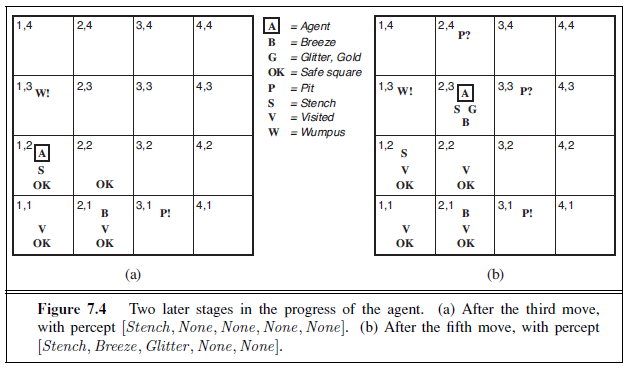 1,4 2,4 3,4 4,4
1,3 W! 2,3 3,3 4,3
1,2 A 2,2 3,2 4,2
S
OK OK
1,1 2,1 B 3,1 P! 4,1
V V
OK OK
(a)
A = Agent
B = Breeze
G = Glitter, Gold
OK = Safe square
P = Pit
S = Stench
V = Visited
W = Wumpus
1,4 2,4 P? 3,4 4,4
1,3 W! 2,3 A 3,3 P? 4,3
S G
B
1,2 S 2,2 3,2 4,2
V V
OK OK
1,1 2,1 B 3,1 P! 4,1
V V
OK OK
(b)
Figure 7.4 Two later stages in the progress of the agent. (a) After the third move,
with percept [Stench, None, None, None, None]. (b) After the fifth move, with percept
[Stench, Breeze, Glitter, None, None].